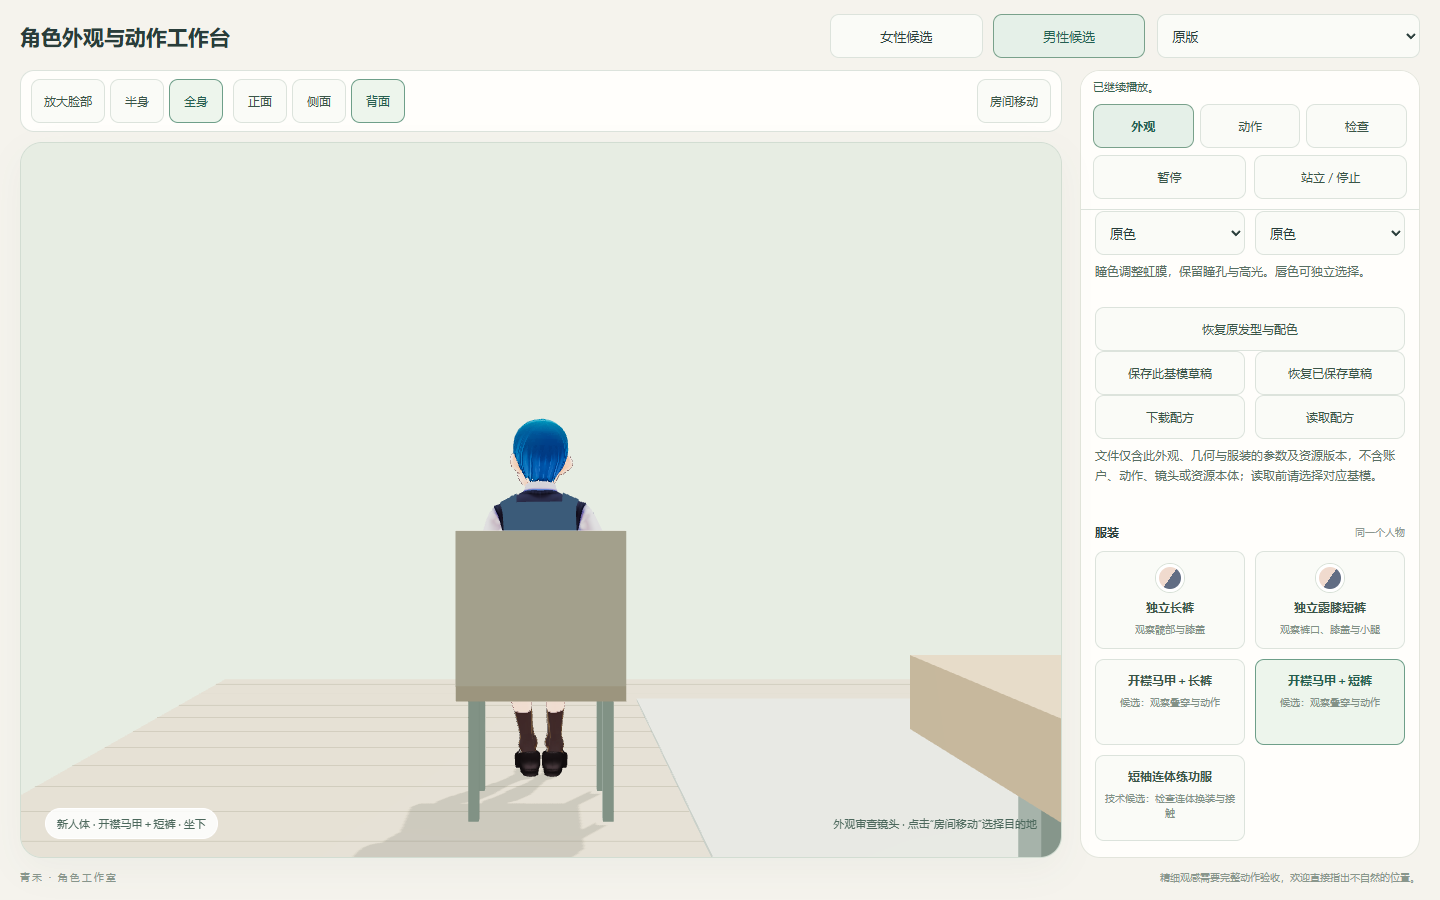 角色外观与动作工作台
女性候选
男性候选
原版
放大脸部
半身
全身
正面
侧面
背面
房间移动
已继续播放。
外观
动作
检查
暂停
站立 / 停止
原色
原色
瞳色调整虹膜，保留瞳孔与高光。唇色可独立选择。
恢复原发型与配色
保存此基模草稿
恢复已保存草稿
下载配方
读取配方
文件仅含此外观、几何与服装的参数及资源版本，不含账
户、动作、镜头或资源本体；读取前请选择对应基模。
服装
同一个人物
独立长裤
观察髋部与膝盖
独立露膝短裤
观察裤口、膝盖与小腿
开襟马甲 + 长裤
候选：观察叠穿与动作
开襟马甲 + 短裤
候选：观察叠穿与动作
短袖连体练功服
技术候选：检查连体换装与接
触
新人体 · 开襟马甲 + 短裤 · 坐下
外观审查镜头 · 点击“房间移动”选择目的地
青禾 · 角色工作室
精细观感需要完整动作验收，欢迎直接指出不自然的位置。